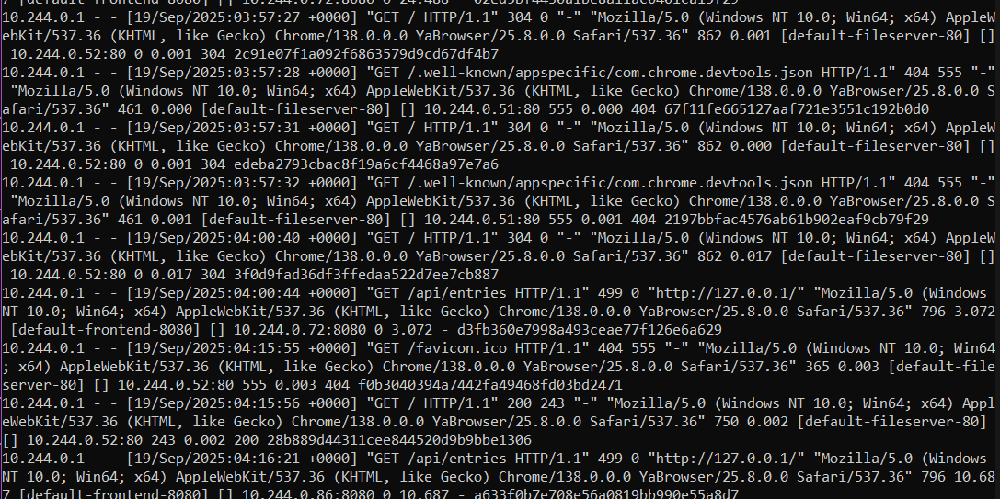 10.244.0.1 - - [19/Sep/2025:03:57:27 +0000] "GET / HTTP/1.1" 304 0 "-" "Mozilla/5.0 (Windows NT 10.0; Win64; x64) AppleW
ebKit/537.36 (KHTML, like Gecko) Chrome/138.0.0.0 YaBrowser/25.8.0.0 Safari/537.36" 862 0.001 [default-fileserver-80] []
10.244.0.52:80 0 0.001 304 2c91e07f1a092f6863579d9cd67df4b7
10.244.0.1 - - [19/Sep/2025:03:57:28 +0000] "GET /.well-known/appspecific/com.chrome.devtools.json HTTP/1.1" 404 555 "-"
"Mozilla/5.0 (Windows NT 10.0; Win64; x64) AppleWebKit/537.36 (KHTML, like Gecko) Chrome/138.0.0.0 YaBrowser/25.8.0.0 S
afari/537.36" 461 0.000 [default-fileserver-80] [] 10.244.0.51:80 555 0.000 404 67f11fe665127aaf721e3551c192b0d0
10.244.0.1 - - [19/Sep/2025:03:57:31 +0000] "GET / HTTP/1.1" 304 0 "-" "Mozilla/5.0 (Windows NT 10.0; Win64; x64) AppleW
ebKit/537.36 (KHTML, like Gecko) Chrome/138.0.0.0 YaBrowser/25.8.0.0 Safari/537.36" 862 0.000 [default-fileserver-80] []
10.244.0.52:80 0 0.001 304 edeba2793cbac8f19a6cf4468a97e7a6
10.244.0.1 - - [19/Sep/2025:03:57:32 +0000] "GET /.well-known/appspecific/com.chrome.devtools.json HTTP/1.1" 404 555 "-"
"Mozilla/5.0 (Windows NT 10.0; Win64; x64) AppleWebKit/537.36 (KHTML, like Gecko) Chrome/138.0.0.0 YaBrowser/25.8.0.0 S
afari/537.36" 461 0.001 [default-fileserver-80] [] 10.244.0.51:80 555 0.001 404 2197bbfac4576ab61b902eaf9cb79f29
10.244.0.1 - - [19/Sep/2025:04:00:40 +0000] "GET / HTTP/1.1" 304 0 "-" "Mozilla/5.0 (Windows NT 10.0; Win64; x64) AppleW
ebKit/537.36 (KHTML, like Gecko) Chrome/138.0.0.0 YaBrowser/25.8.0.0 Safari/537.36" 862 0.017 [default-fileserver-80] []
10.244.0.52:80 0 0.017 304 3f0d9fad36df3ffedaa522d7ee7cb887
10.244.0.1 - - [19/Sep/2025:04:00:44 +0000] "GET /api/entries HTTP/1.1" 499 0 "http://127.0.0.1/" "Mozilla/5.0 (Windows
NT 10.0; Win64; x64) AppleWebKit/537.36 (KHTML, like Gecko) Chrome/138.0.0.0 YaBrowser/25.8.0.0 Safari/537.36" 796 3.072
[default-frontend-8080] [] 10.244.0.72:8080 0 3.072 - d3fb360e7998a493ceae77f126e6a629
10.244.0.1 - - [19/Sep/2025:04:15:55 +0000] "GET /favicon.ico HTTP/1.1" 404 555 "-" "Mozilla/5.0 (Windows NT 10.0; Win64
; x64) AppleWebKit/537.36 (KHTML, like Gecko) Chrome/138.0.0.0 YaBrowser/25.8.0.0 Safari/537.36" 365 0.003 [default-file
server-80] [] 10.244.0.52:80 555 0.003 404 f0b3040394a7442fa49468fd03bd2471
10.244.0.1 - - [19/Sep/2025:04:15:56 +0000] "GET / HTTP/1.1" 200 243 "-" "Mozilla/5.0 (Windows NT 10.0; Win64; x64) Appl
eWebKit/537.36 (KHTML, like Gecko) Chrome/138.0.0.0 YaBrowser/25.8.0.0 Safari/537.36" 750 0.002 [default-fileserver-80]
[] 10.244.0.52:80 243 0.002 200 28b889d44311cee844520d9b9bbe1306
10.244.0.1 - - [19/Sep/2025:04:16:21 +0000] "GET /api/entries HTTP/1.1" 499 0 "http://127.0.0.1/" "Mozilla/5.0 (Windows
NT 10.0; Win64; x64) AppleWebKit/537.36 (KHTML, like Gecko) Chrome/138.0.0.0 YaBrowser/25.8.0.0 Safari/537.36" 796 10.68
7 [default-frontend-8080] [] 10.244.0.86:8080 0 10.687 - a633f0b7e708e56a0819bb990e55a8d7